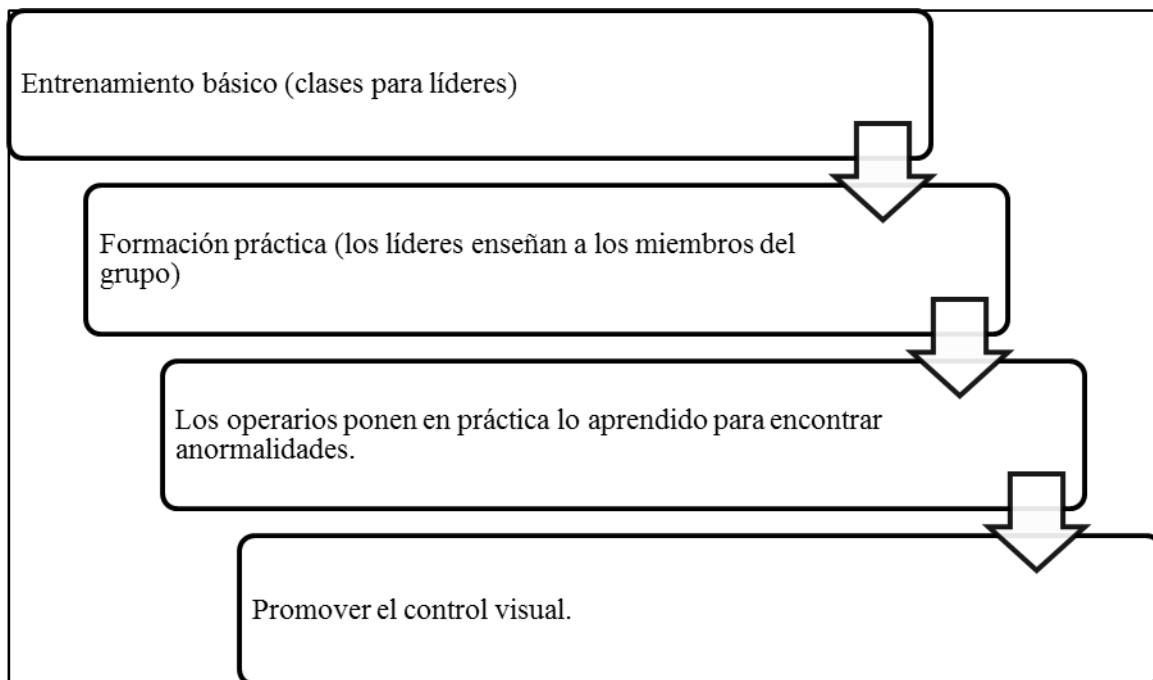 Entrenamiento básico (clases para líderes)
Formación práctica (los líderes enseñan a los miembros del
grupo)
Los operarios ponen en práctica lo aprendido para encontrar
anormalidades.
Promover el control visual.